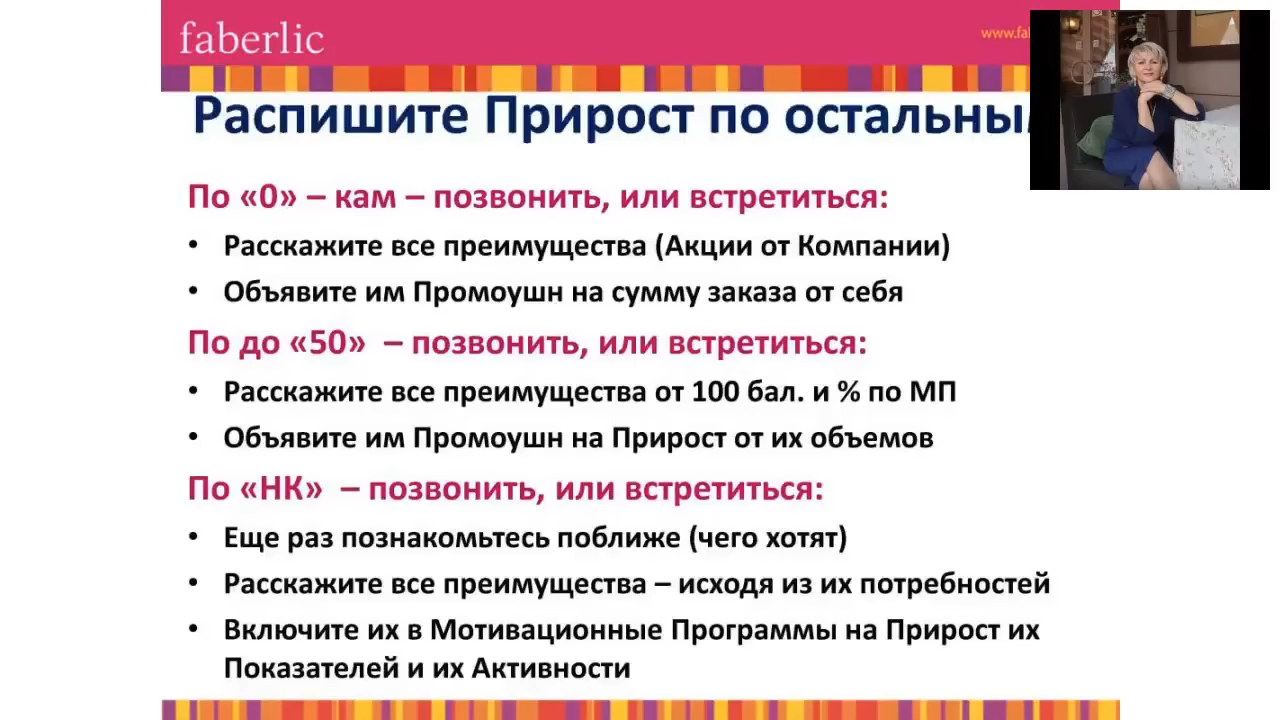 faberlic
www.fa
Распишите Прирост по остальны
По «0» – кам – позвонить, или встретиться:
• Расскажите все преимущества (Акции от Компании)
• Объявите им Промоушн на сумму заказа от себя
По до «50» – позвонить, или встретиться:
• Расскажите все преимущества от 100 бал. и % по МП
• Объявите им Промоушн на Прирост от их объемов
По «НК» – позвонить, или встретиться:
• Еще раз познакомьтесь поближе (чего хотят)
• Расскажите все преимущества – исходя из их потребностей
• Включите их в Мотивационные Программы на Прирост их
Показателей и их Активности